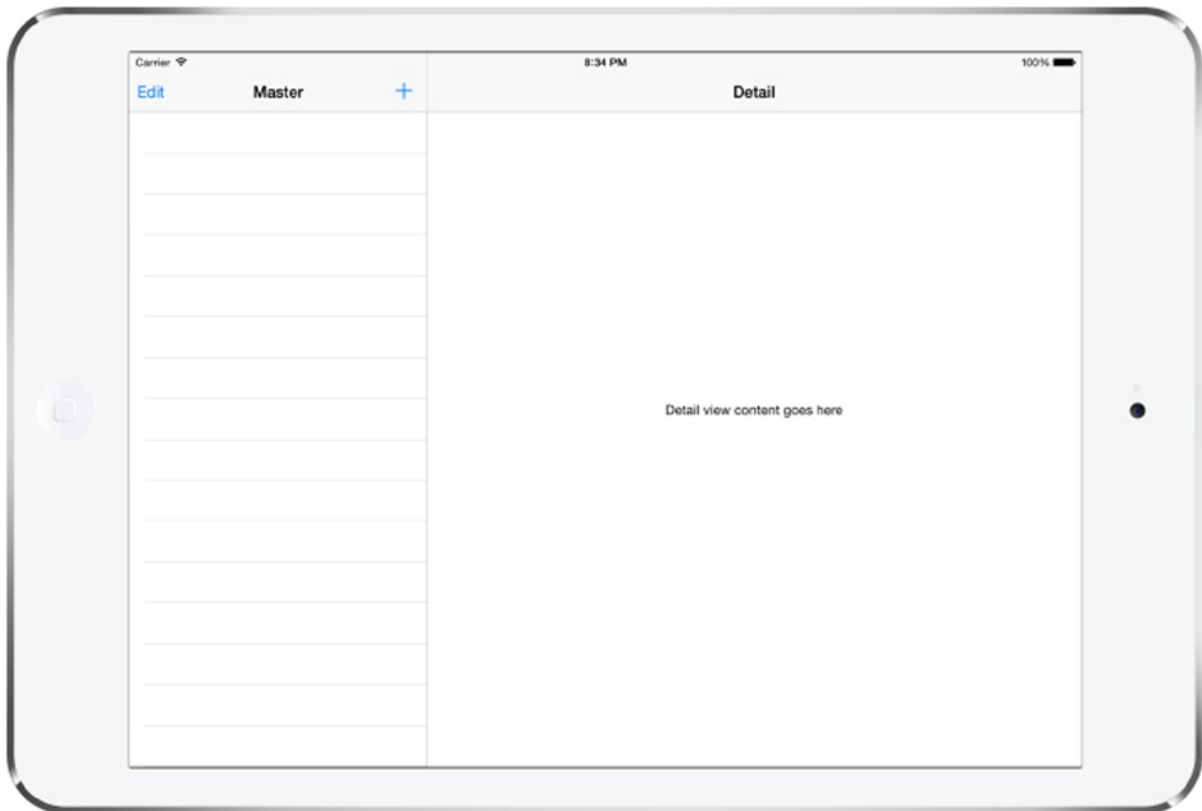 Carrier
8:34 PM
100%
Edit
Master
+
Detail
Detail view content goes here